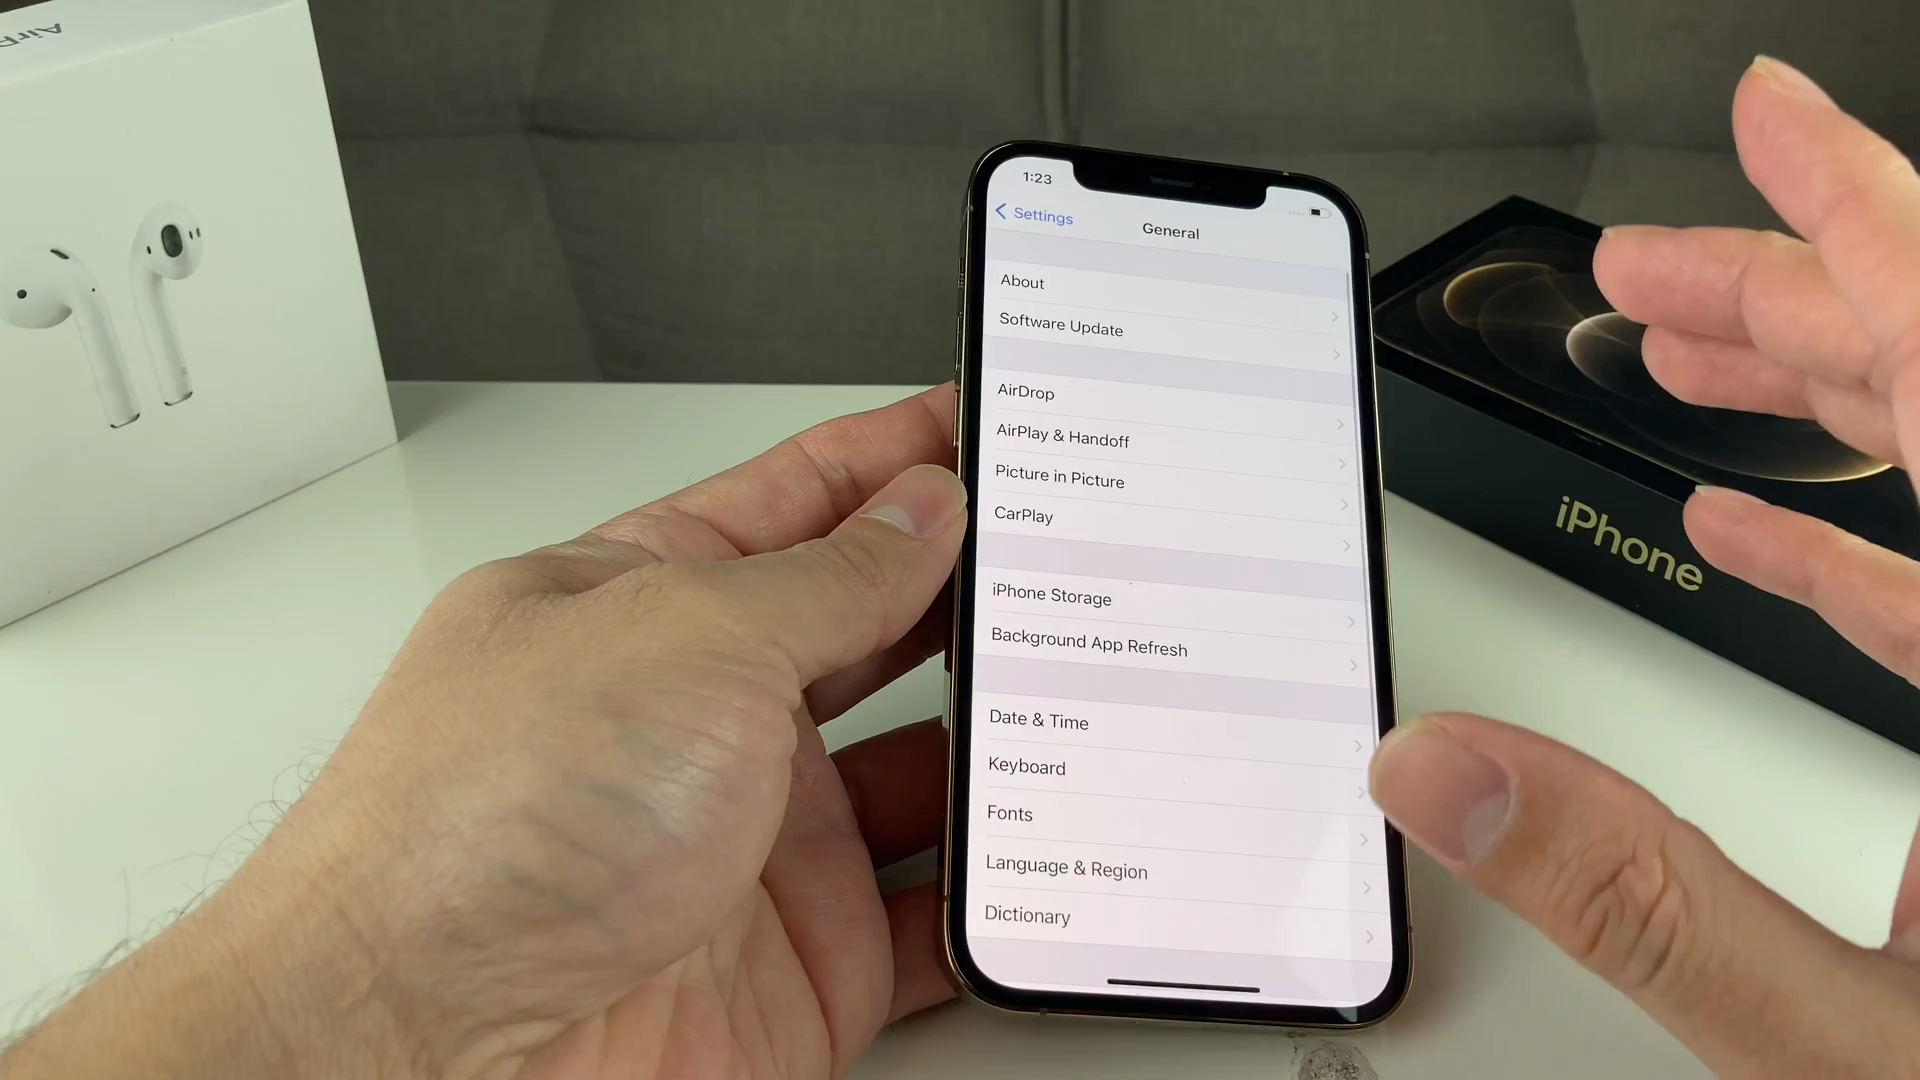 AirP
1:23
Settings
General
About
Software Update
AirDrop
AirPlay & Handoff
Picture in Picture
CarPlay
iPhone Storage
Background App Refresh
Date & Time
Keyboard
Fonts
Language & Region
Dictionary
iPhone